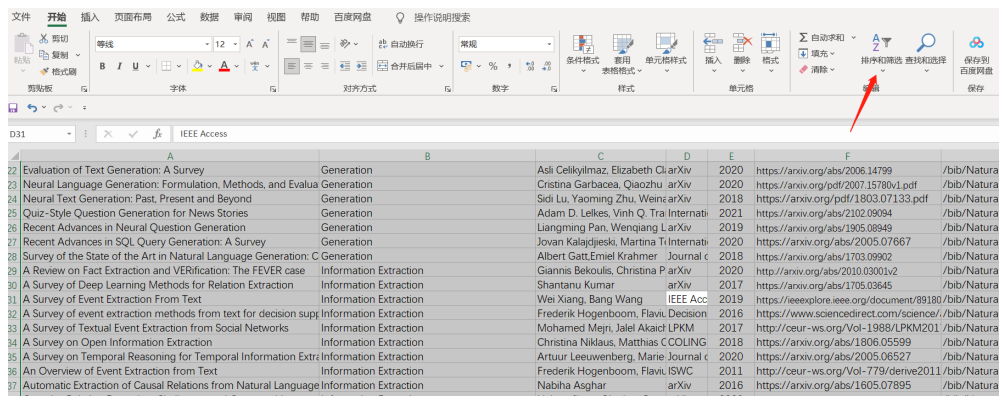 文件 开始 插入 页面布局 公式 数据 审阅 视图 帮助 百度网盘 操作说明搜索
剪切 等线 12 自动换行 常规 自动求和
粘贴 复制 填充
格式刷 B I U A 合并后居中 % 条件格式 套用表格格式 单元格样式 插入 删除 格式 清除 排序和筛选 查找和选择 保存到百度网盘
剪贴板 字体 对齐方式 数字 样式 单元格 编辑 保存
D31 fx IEEE Access
A B C D E F
22 Evaluation of Text Generation: A Survey Generation Asli Celikyilmaz, Elizabeth Cl arXiv 2020 https://arxiv.org/abs/2006.14799 /bib/Natura
23 Neural Language Generation: Formulation, Methods, and Evalua Generation Cristina Garbacea, Qiaozhu arXiv 2020 https://arxiv.org/pdf/2007.15780v1.pdf /bib/Natura
24 Neural Text Generation: Past, Present and Beyond Generation Sidi Lu, Yaoming Zhu, Weina arXiv 2018 https://arxiv.org/pdf/1803.07133.pdf /bib/Natura
25 Quiz-Style Question Generation for News Stories Generation Adam D. Lelkes, Vinh Q. Tra Internati 2021 https://arxiv.org/abs/2102.09094 /bib/Natura
26 Recent Advances in Neural Question Generation Generation Liangming Pan, Wenqiang L arXiv 2019 https://arxiv.org/abs/1905.08949 /bib/Natura
27 Recent Advances in SQL Query Generation: A Survey Generation Jovan Kalajdjieski, Martina T Internati 2020 https://arxiv.org/abs/2005.07667 /bib/Natura
28 Survey of the State of the Art in Natural Language Generation: C Generation Albert Gatt,Emiel Krahmer Journal o 2018 https://arxiv.org/abs/1703.09902 /bib/Natura
29 A Review on Fact Extraction and VERification: The FEVER case Information Extraction Giannis Bekoulis, Christina P arXiv 2020 http://arxiv.org/abs/2010.03001v2 /bib/Natura
30 A Survey of Deep Learning Methods for Relation Extraction Information Extraction Shantanu Kumar arXiv 2017 https://arxiv.org/abs/1705.03645 /bib/Natura
31 A Survey of Event Extraction From Text Information Extraction Wei Xiang, Bang Wang IEEE Acc 2019 https://ieeexplore.ieee.org/document/89180 /bib/Natura
32 A Survey of event extraction methods from text for decision supp Information Extraction Frederik Hogenboom, Flaviu Decision 2016 https://www.sciencedirect.com/science/ /bib/Natura
33 A Survey of Textual Event Extraction from Social Networks Information Extraction Mohamed Mejri, Jalel Akaich LPKM 2017 http://ceur-ws.org/Vol-1988/LPKM201 /bib/Natura
34 A Survey on Open Information Extraction Information Extraction Christina Niklaus, Matthias C COLING 2018 https://arxiv.org/abs/1806.05599 /bib/Natura
35 A Survey on Temporal Reasoning for Temporal Information Extra Information Extraction Artuur Leeuwenberg, Marie Journal o 2020 https://arxiv.org/abs/2005.06527 /bib/Natura
36 An Overview of Event Extraction from Text Information Extraction Frederik Hogenboom, Flaviu ISWC 2011 http://ceur-ws.org/Vol-779/derive2011 /bib/Natura
37 Automatic Extraction of Causal Relations from Natural Language Information Extraction Nabiha Asghar arXiv 2016 https://arxiv.org/abs/1605.07895 /bib/Natura